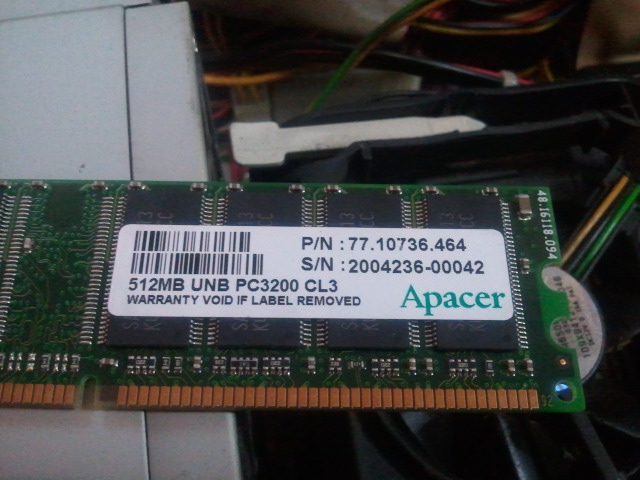 P/N : 77.10736.464
S/N : 2004236-00042
512MB UNB PC3200 CL3
WARRANTY VOID IF LABEL REMOVED
Apacer
48.16118.094